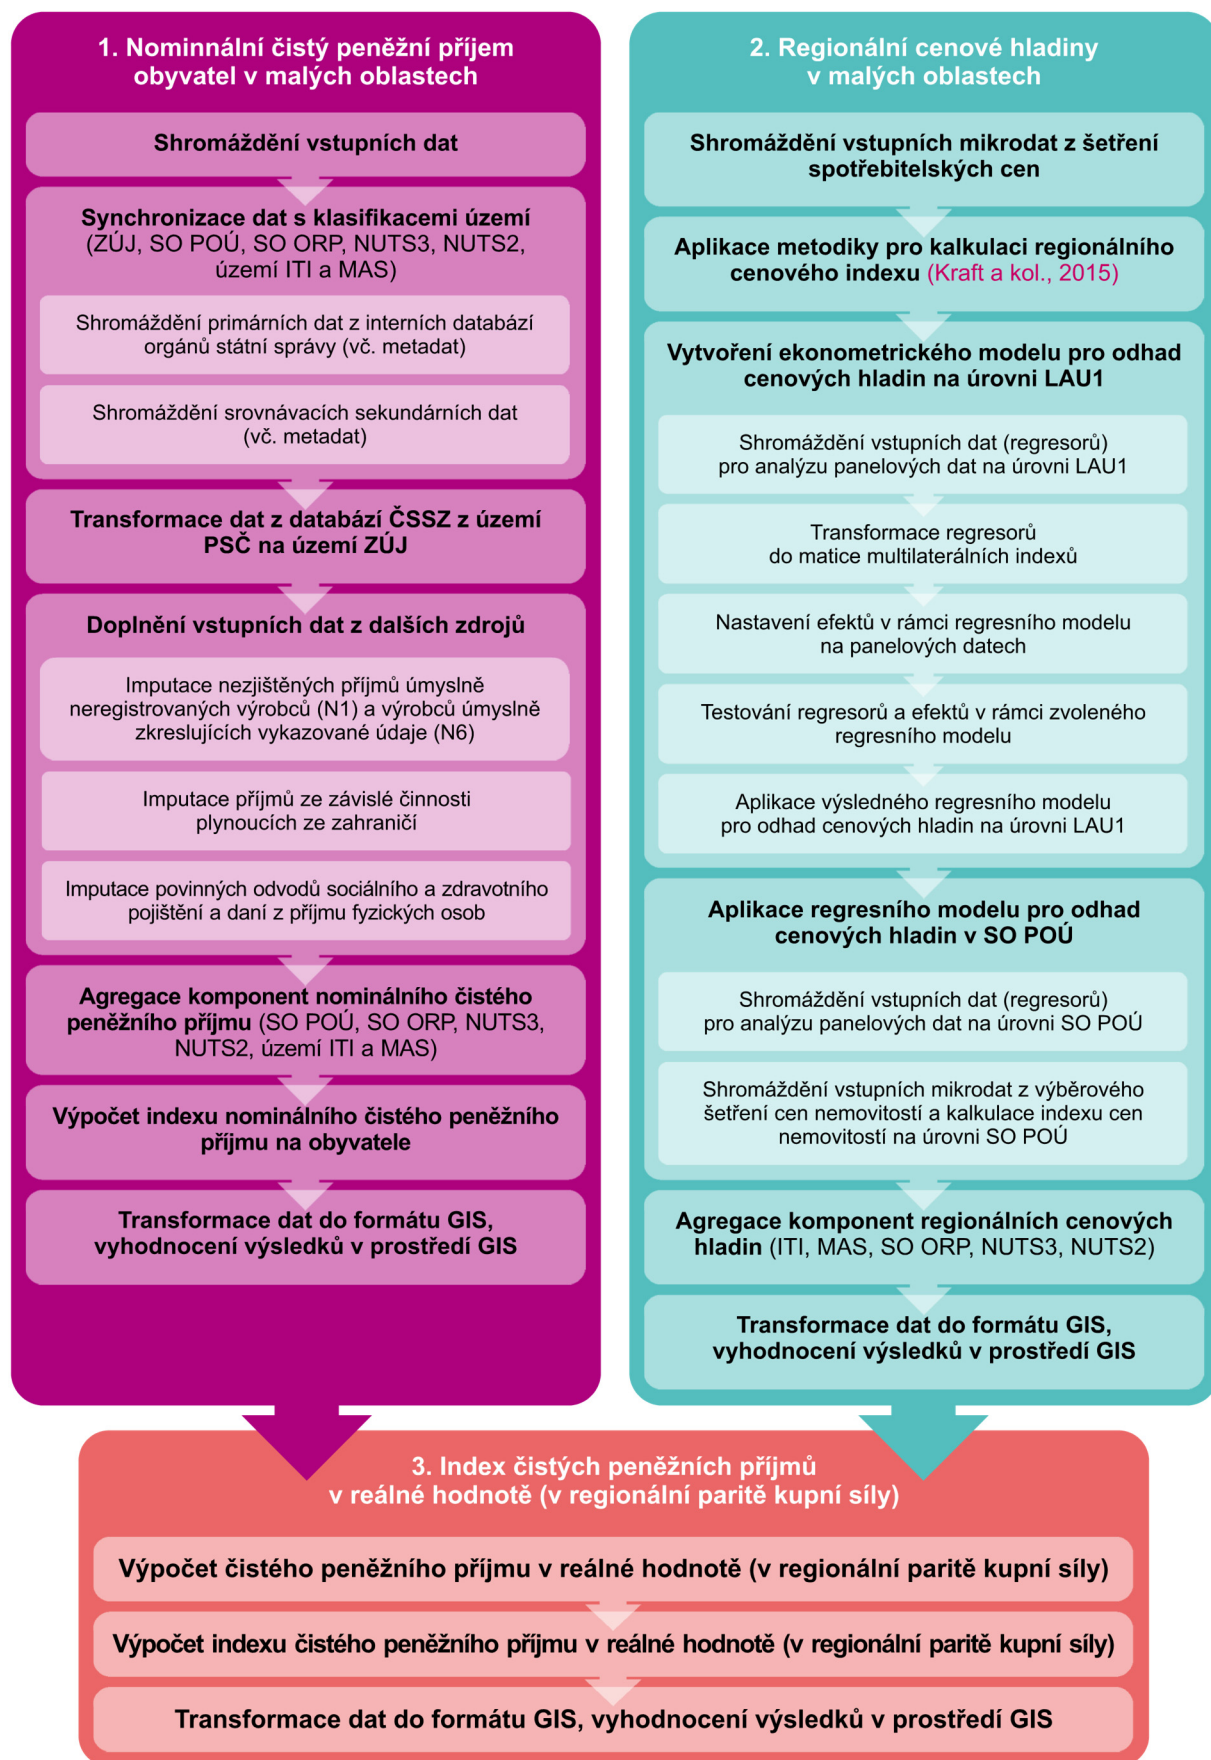 1. Nominnální čistý peněžní příjem
obyvatel v malých oblastech
Shromáždění vstupních dat
Synchronizace dat s klasifikacemi území
(ZÚJ, SO POÚ, SO ORP, NUTS3, NUTS2,
území ITI a MAS)
Shromáždění primárních dat z interních databází
orgánů státní správy (vč. metadat)
Shromáždění srovnávacích sekundárních dat
(vč. metadat)
Transformace dat z databází ČSSZ z území
PSČ na území ZÚJ
Doplnění vstupních dat z dalších zdrojů
Imputace nezjištěných příjmů úmyslně
neregistrovaných výrobců (N1) a výrobců úmyslně
zkreslujících vykazované údaje (N6)
Imputace příjmů ze závislé činnosti
plynoucích ze zahraničí
Imputace povinných odvodů sociálního a zdravotního
pojištění a daní z příjmu fyzických osob
Agregace komponent nominálního čistého
peněžního příjmu (SO POÚ, SO ORP, NUTS3,
NUTS2, území ITI a MAS)
Výpočet indexu nominálního čistého peněžního
příjmu na obyvatele
Transformace dat do formátu GIS,
vyhodnocení výsledků v prostředí GIS
2. Regionální cenové hladiny
v malých oblastech
Shromáždění vstupních mikrodat z šetření
spotřebitelských cen
Aplikace metodiky pro kalkulaci regionálního
cenového indexu (Kraft a kol., 2015)
Vytvoření ekonometrického modelu pro odhad
cenových hladin na úrovni LAU1
Shromáždění vstupních dat (regresorů)
pro analýzu panelových dat na úrovni LAU1
Transformace regresorů
do matice multilaterálních indexů
Nastavení efektů v rámci regresního modelu
na panelových datech
Testování regresorů a efektů v rámci zvoleného
regresního modelu
Aplikace výsledného regresního modelu
pro odhad cenových hladin na úrovni LAU1
Aplikace regresního modelu pro odhad
cenových hladin v SO POÚ
Shromáždění vstupních dat (regresorů)
pro analýzu panelových dat na úrovni SO POÚ
Shromáždění vstupních mikrodat z výběrového
šetření cen nemovitostí a kalkulace indexu cen
nemovitostí na úrovni SO POÚ
Agregace komponent regionálních cenových
hladin (ITI, MAS, SO ORP, NUTS3, NUTS2)
Transformace dat do formátu GIS,
vyhodnocení výsledků v prostředí GIS
3. Index čistých peněžních příjmů
v reálné hodnotě (v regionální paritě kupní síly)
Výpočet čistého peněžního příjmu v reálné hodnotě (v regionální paritě kupní síly)
Výpočet indexu čistého peněžního příjmu v reálné hodnotě (v regionální paritě kupní síly)
Transformace dat do formátu GIS, vyhodnocení výsledků v prostředí GIS